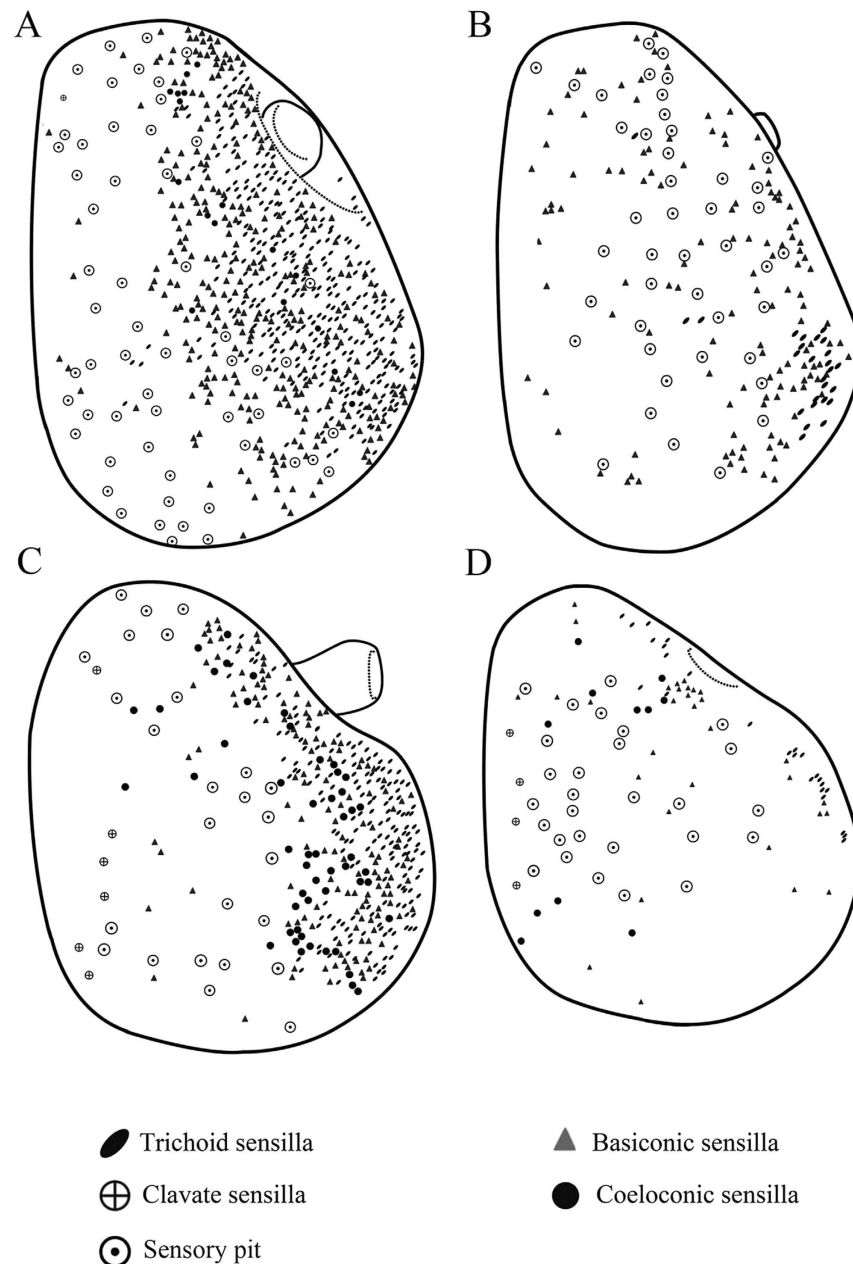 A
B
C
D
Trichoid sensilla
Basiconic sensilla
Clavate sensilla
Coeloconic sensilla
Sensory pit